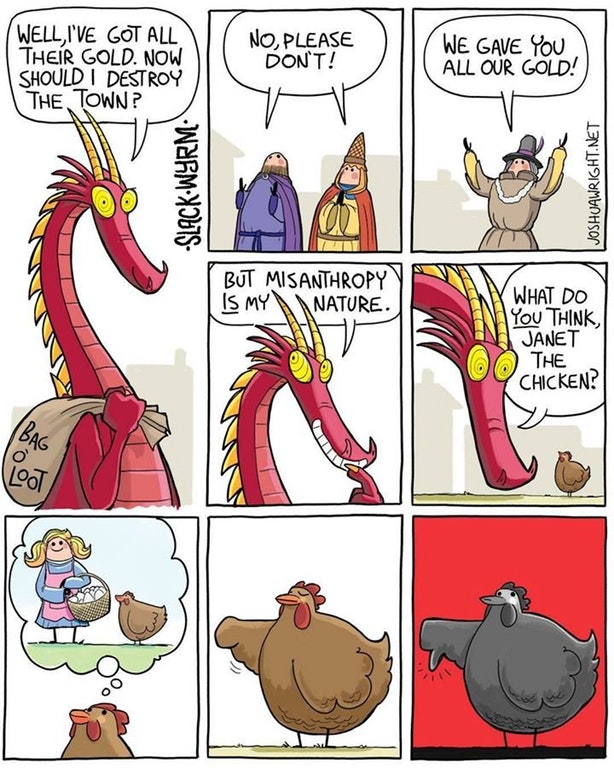 WELL, I'VE GOT ALL
THEIR GOLD. NOW
SHOULD I DESTROY
THE TOWN?
BAG
O'
LOOT
·SLACK·WYRM·
NO, PLEASE
DON'T!
WE GAVE YOU
ALL OUR GOLD!
JOSHUAWRIGHT.NET
BUT MISANTHROPY
IS MY NATURE.
WHAT DO
YOU THINK,
JANET
THE
CHICKEN?